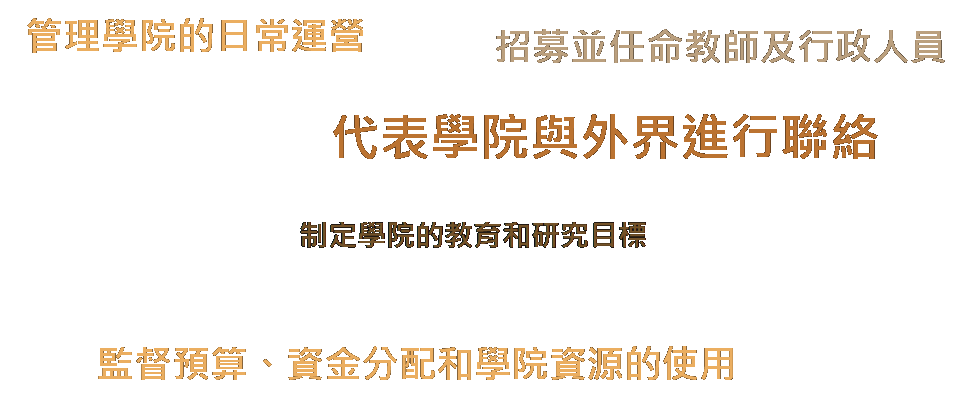 管理學院的日常運營
招募並任命教師及行政人員
代表學院與外界進行聯絡
制定學院的教育和研究目標
監督預算、資金分配和學院資源的使用